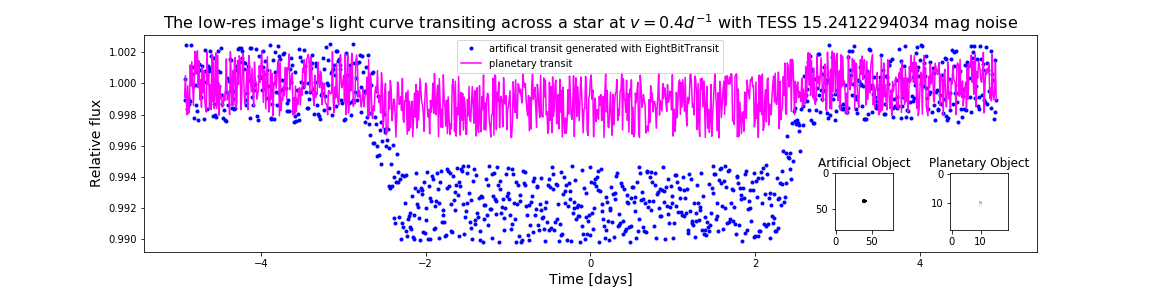 The low-res image's light curve transiting across a star at v = 0.4d⁻¹ with TESS 15.2412294034 mag noise
artifical transit generated with EightBitTransit
planetary transit
Relative flux
1.002
1.000
0.998
0.996
0.994
0.992
0.990
Artificial Object
0
50
0 50
Planetary Object
0
10
0 10
−4 −2 0 2 4
Time [days]